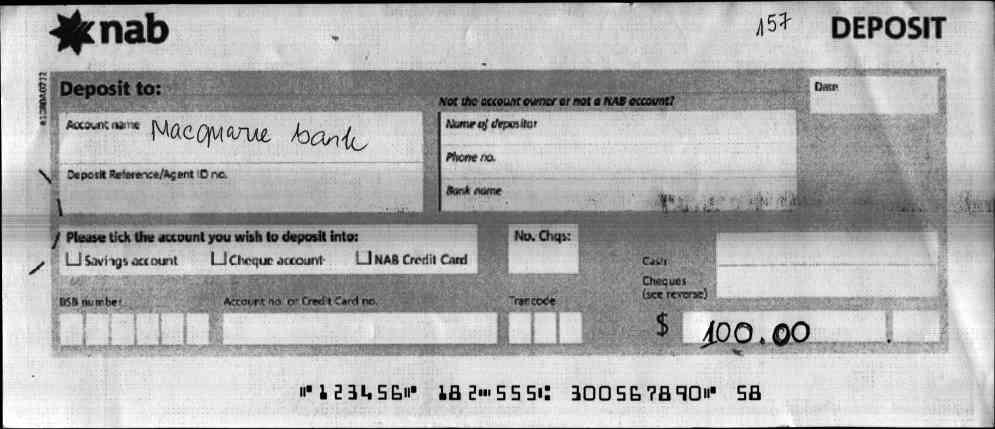 nab
157
DEPOSIT
Deposit to:
Date
Not the account owner or not a NAB account?
Account name Macquarie bank
Name of depositor
Phone no.
Deposit Reference/Agent ID no.
Bank name
Please tick the account you wish to deposit into:
No. Chqs:
Savings account Cheque account NAB Credit Card
Cash
Cheques
(see reverse)
BSB number Account no. or Credit Card no. Trancode
$ 100.00
⑈123456⑈ 182⑉555⑆ 300567890⑈ 58